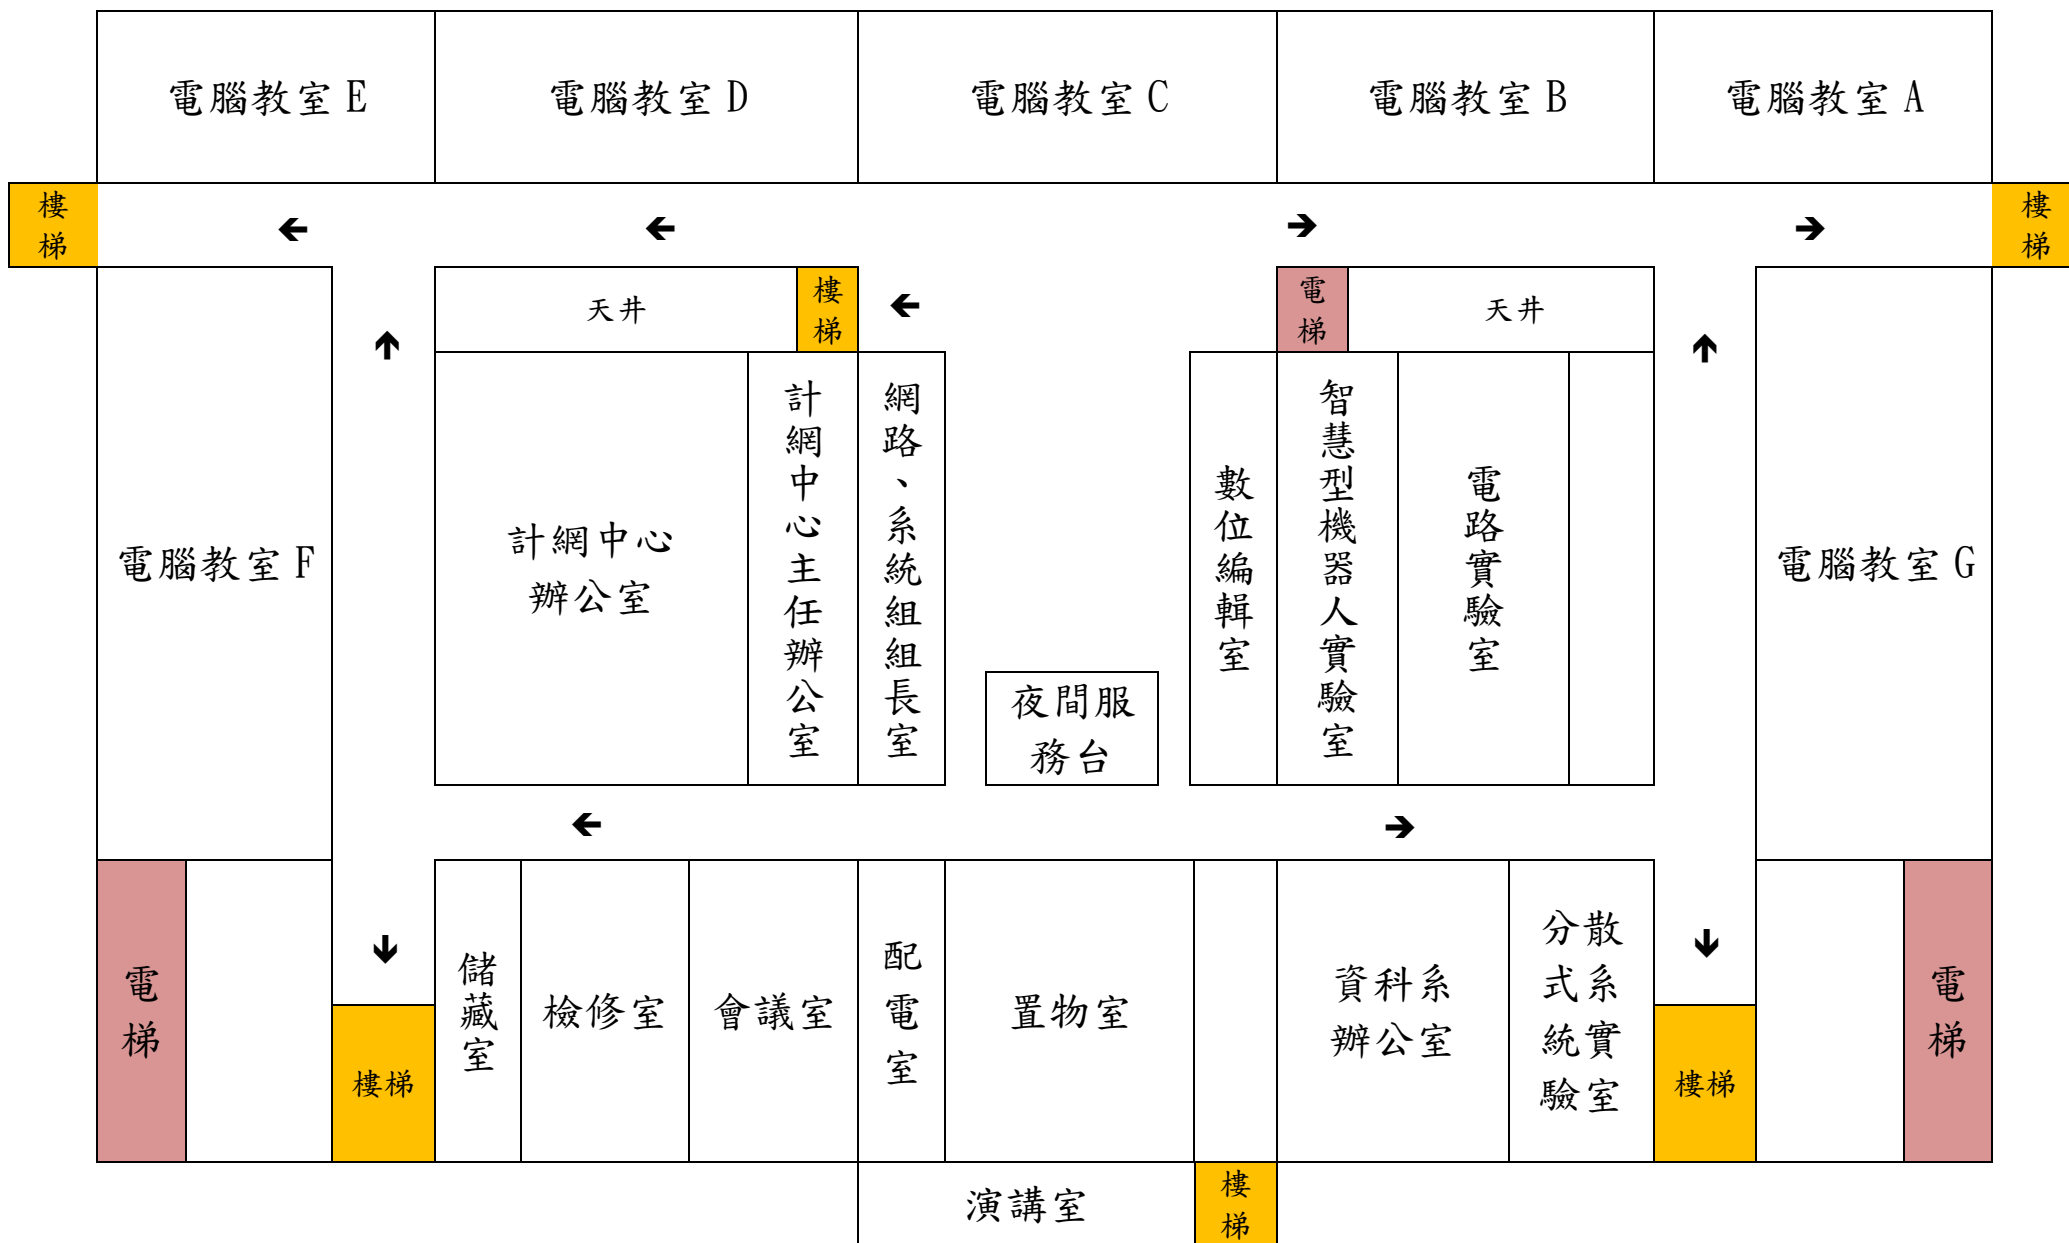 電腦教室 E
電腦教室 D
電腦教室 C
電腦教室 B
電腦教室 A
樓
梯
樓
梯
天井
樓
梯
電
梯
天井
電腦教室 F
計網中心
辦公室
計網中心主任辦公室
網路、系統組組長室
夜間服
務台
數位編輯室
智慧型機器人實驗室
電路實驗室
電腦教室 G
電
梯
樓梯
儲藏室
檢修室
會議室
配電室
置物室
資科系
辦公室
分散
式系
統實
驗室
樓梯
電
梯
演講室
樓
梯